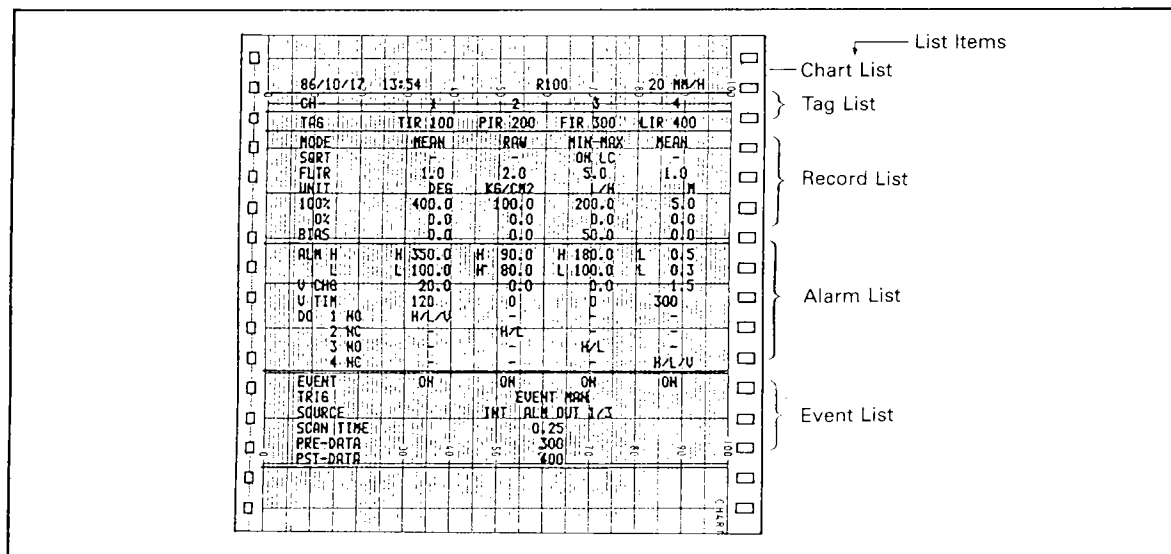 List Items
Chart List
86/10/17 13:54 R100 20 MM/H
Tag List
CH 1 2 3 4
TAG TIR 100 PIR 200 FIR 300 LIR 400
Record List
MODE MEAN RAW MIN-MAX MEAN
SQRT - - ON LC -
FLTR 1.0 2.0 5.0 1.0
UNIT DEG KG/CM2 L/H M
100% 400.0 100.0 200.0 5.0
0% 0.0 0.0 0.0 0.0
BIAS 0.0 0.0 50.0 0.0
Alarm List
ALM H H 350.0 H 90.0 H 180.0 L 0.5
L L 100.0 H 80.0 L 100.0 L 0.3
V CHG 20.0 0.0 0.0 1.5
V TIM 120 0 0 300
DO 1 NO H/L/V - - -
2 NC - H/L - -
3 NO - - H/L -
4 NC - - - H/L/V
Event List
EVENT ON ON ON ON
TRIG EVENT MAN
SOURCE INT ALM OUT 1/3
SCAN TIME 0.25
PRE-DATA 300
PST-DATA 400